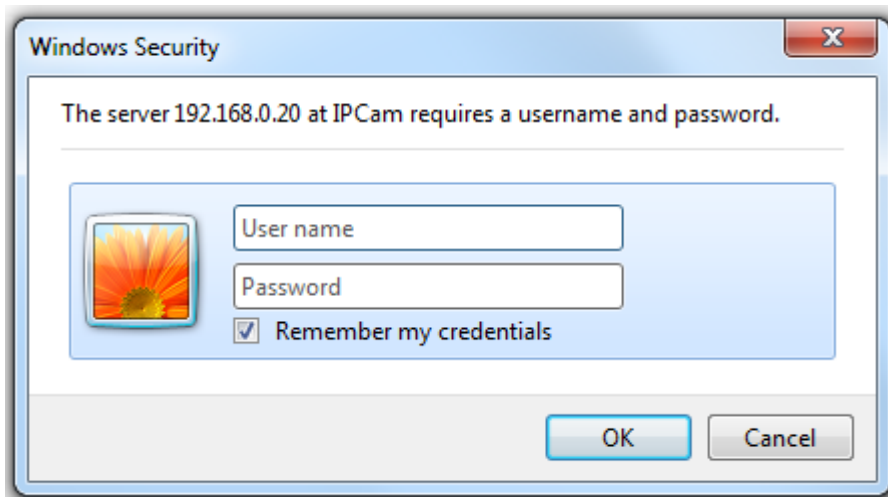 Windows Security
The server 192.168.0.20 at IPCam requires a username and password.
User name
Password
Remember my credentials
OK
Cancel